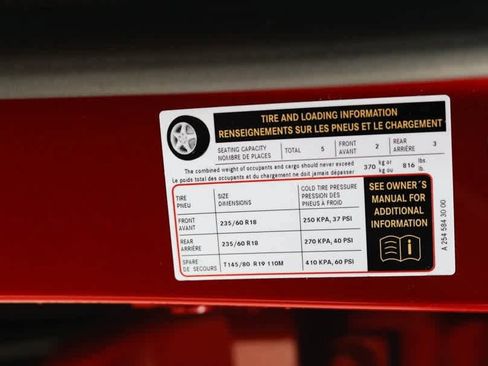 TIRE AND LOADING INFORMATION
RENSEIGNEMENTS SUR LES PNEUS ET LE CHARGEMENT
SEATING CAPACITY
NOMBRE DE PLACES
TOTAL 5
FRONT
AVANT
2
REAR
ARRIÈRE
3
The combined weight of occupants and cargo should never exceed
Le poids total des occupants et du chargement ne doit jamais dépasser
370 kg or
kg ou
816 lbs.
lb.
TIRE
PNEU
SIZE
DIMENSIONS
COLD TIRE PRESSURE
PRESSION DES
PNEUS À FROID
FRONT
AVANT
235/60 R18
250 KPA, 37 PSI
REAR
ARRIÈRE
235/60 R18
270 KPA, 40 PSI
SPARE
DE SECOURS
T145/80 R19 110M
410 KPA, 60 PSI
SEE OWNER´S
MANUAL FOR
ADDITIONAL
INFORMATION
A 254 584 30 00